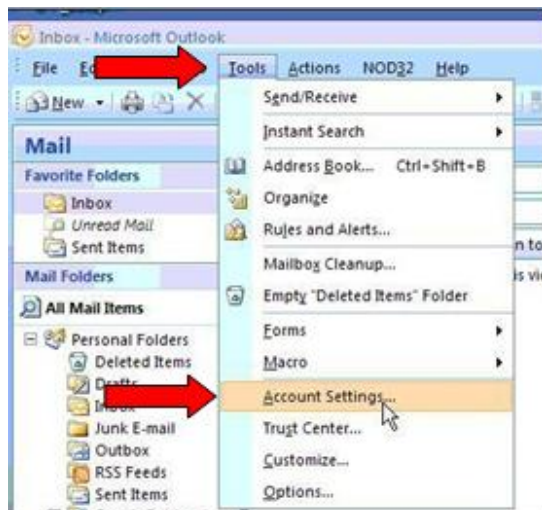 Inbox - Microsoft Outlook
File Tools Actions NOD32 Help
New
Send/Receive
Instant Search
Address Book... Ctrl+Shift+B
Organize
Rules and Alerts...
Mailbox Cleanup...
Empty "Deleted Items" Folder
Forms
Macro
Account Settings...
Trust Center...
Customize...
Options...
Mail
Favorite Folders
Inbox
Unread Mail
Sent Items
Mail Folders
All Mail Items
Personal Folders
Deleted Items
Drafts
Inbox
Junk E-mail
Outbox
RSS Feeds
Sent Items